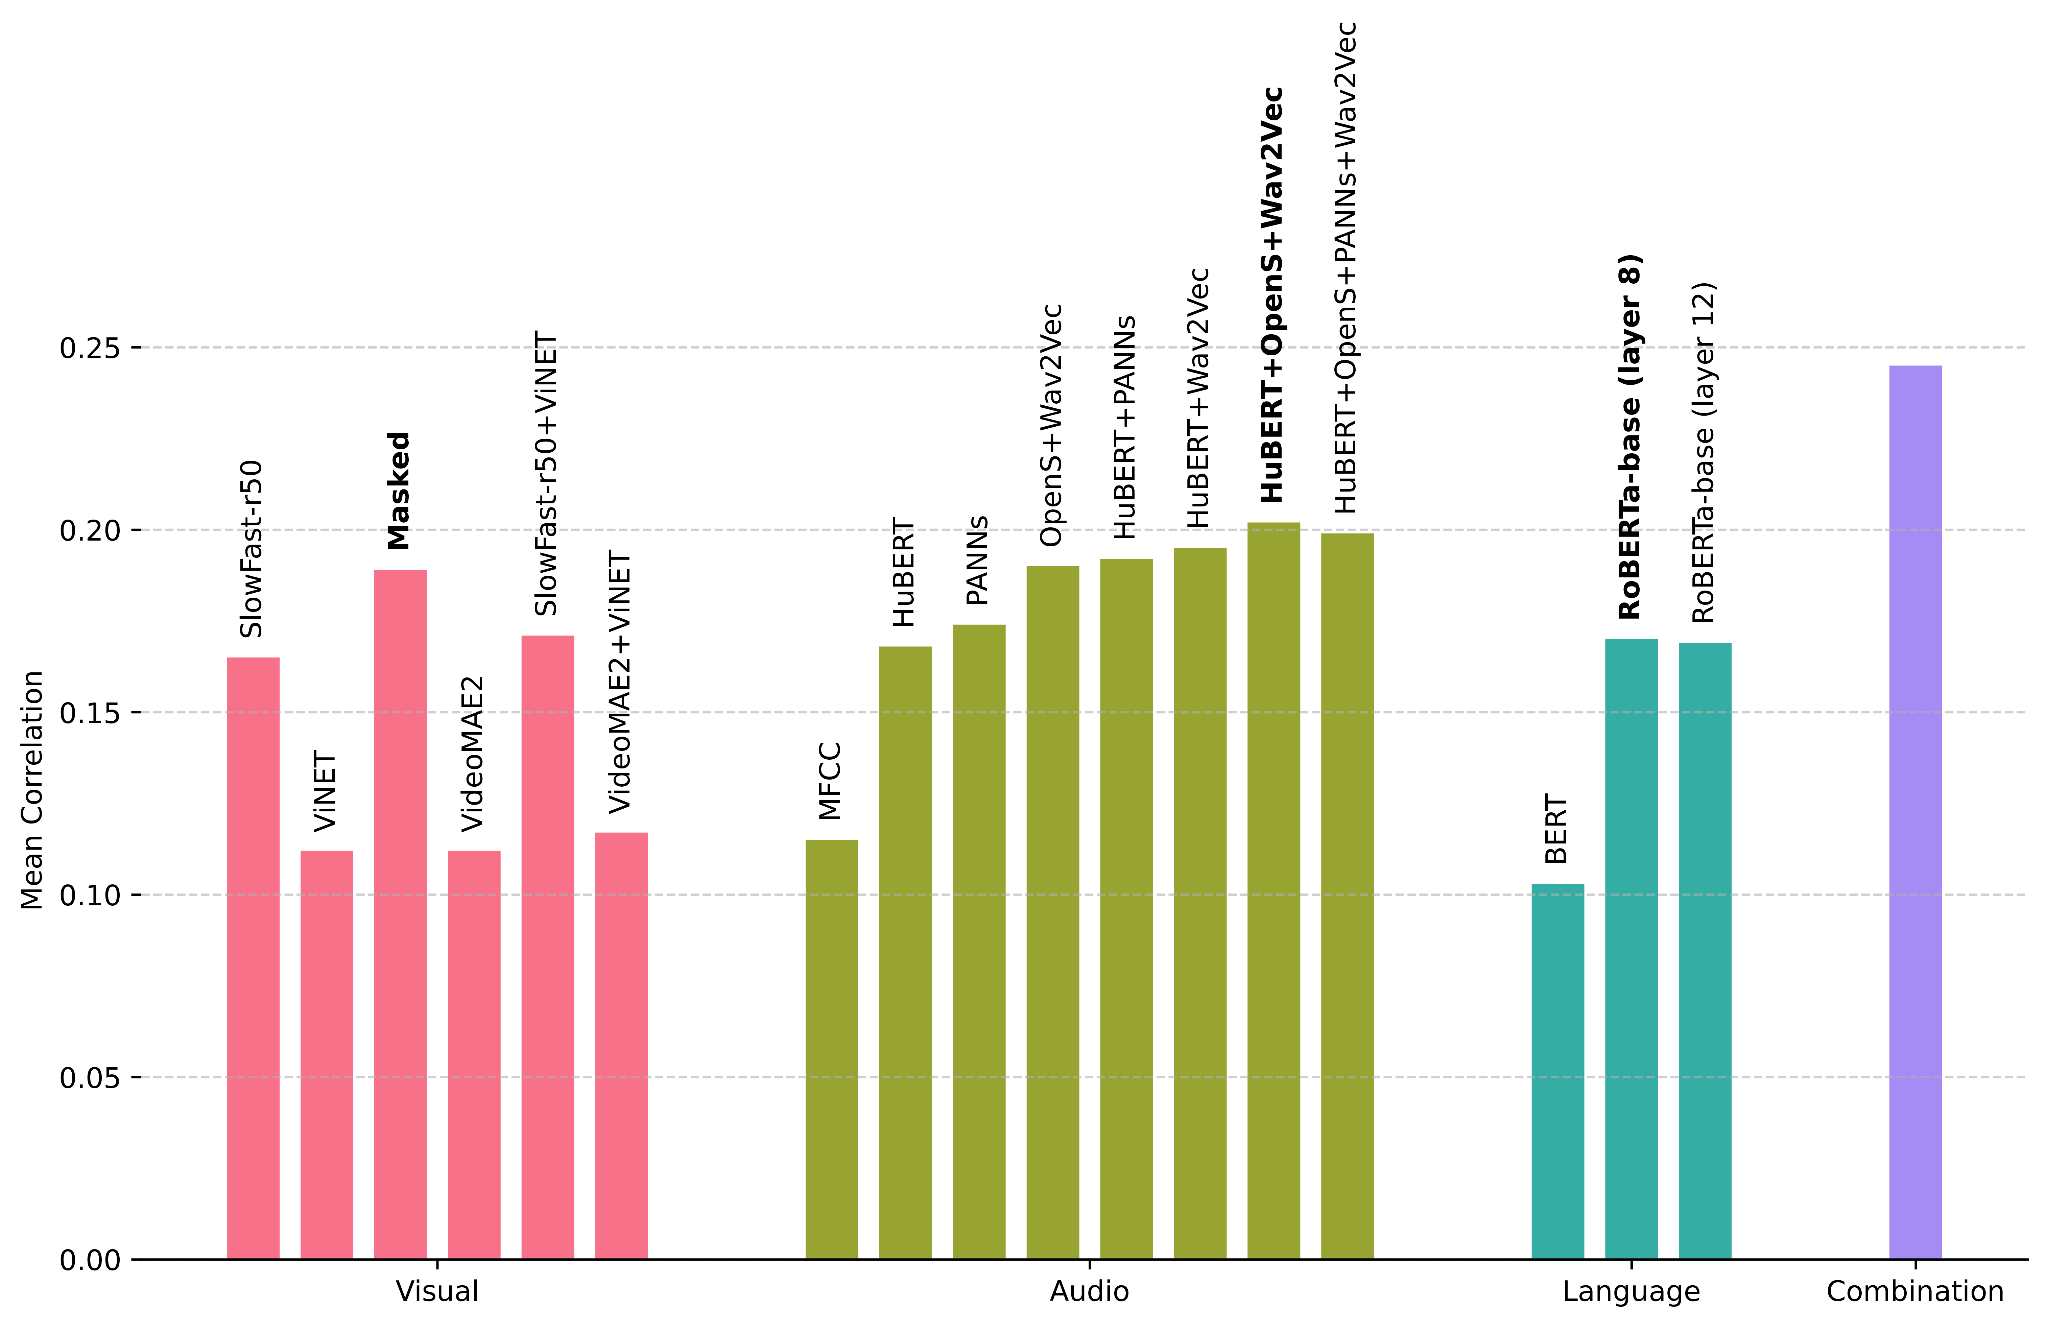 Mean Correlation
0.25
0.20
0.15
0.10
0.05
0.00
SlowFast-r50
ViNET
Masked
VideoMAE2
SlowFast-r50+ViNET
VideoMAE2+ViNET
MFCC
HuBERT
PANNs
OpenS+Wav2Vec
HuBERT+PANNs
HuBERT+Wav2Vec
HuBERT+OpenS+Wav2Vec
HuBERT+OpenS+PANNs+Wav2Vec
BERT
RoBERTa-base (layer 8)
RoBERTa-base (layer 12)
Visual
Audio
Language
Combination